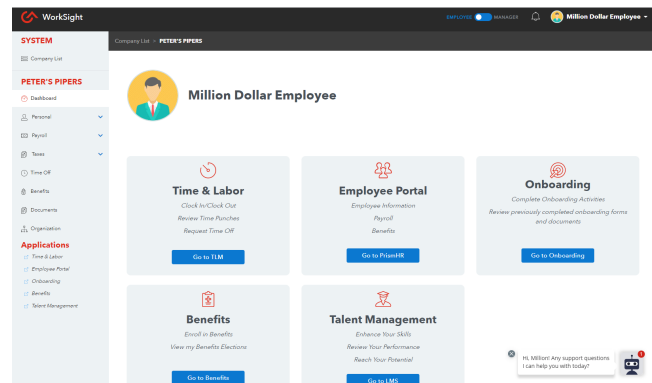 WorkSight
EMPLOYEE MANAGER
Million Dollar Employee
SYSTEM
Company List
PETER'S PIPERS
Dashboard
Personal
Payroll
Taxes
Time Off
Benefits
Documents
Organization
Applications
Time & Labor
Employee Portal
Onboarding
Benefits
Talent Management
Company List > PETER'S PIPERS
Million Dollar Employee
Time & Labor
Clock In/Clock Out
Review Time Punches
Request Time Off
Go to TLM
Employee Portal
Employee Information
Payroll
Benefits
Go to PrismHR
Onboarding
Complete Onboarding Activities
Review previously completed onboarding forms
and documents
Go to Onboarding
Benefits
Enroll in Benefits
View my Benefits Elections
Go to Benefits
Talent Management
Enhance Your Skills
Review Your Performance
Reach Your Potential
Go to LMS
Hi, Million! Any support questions
I can help you with today?
1